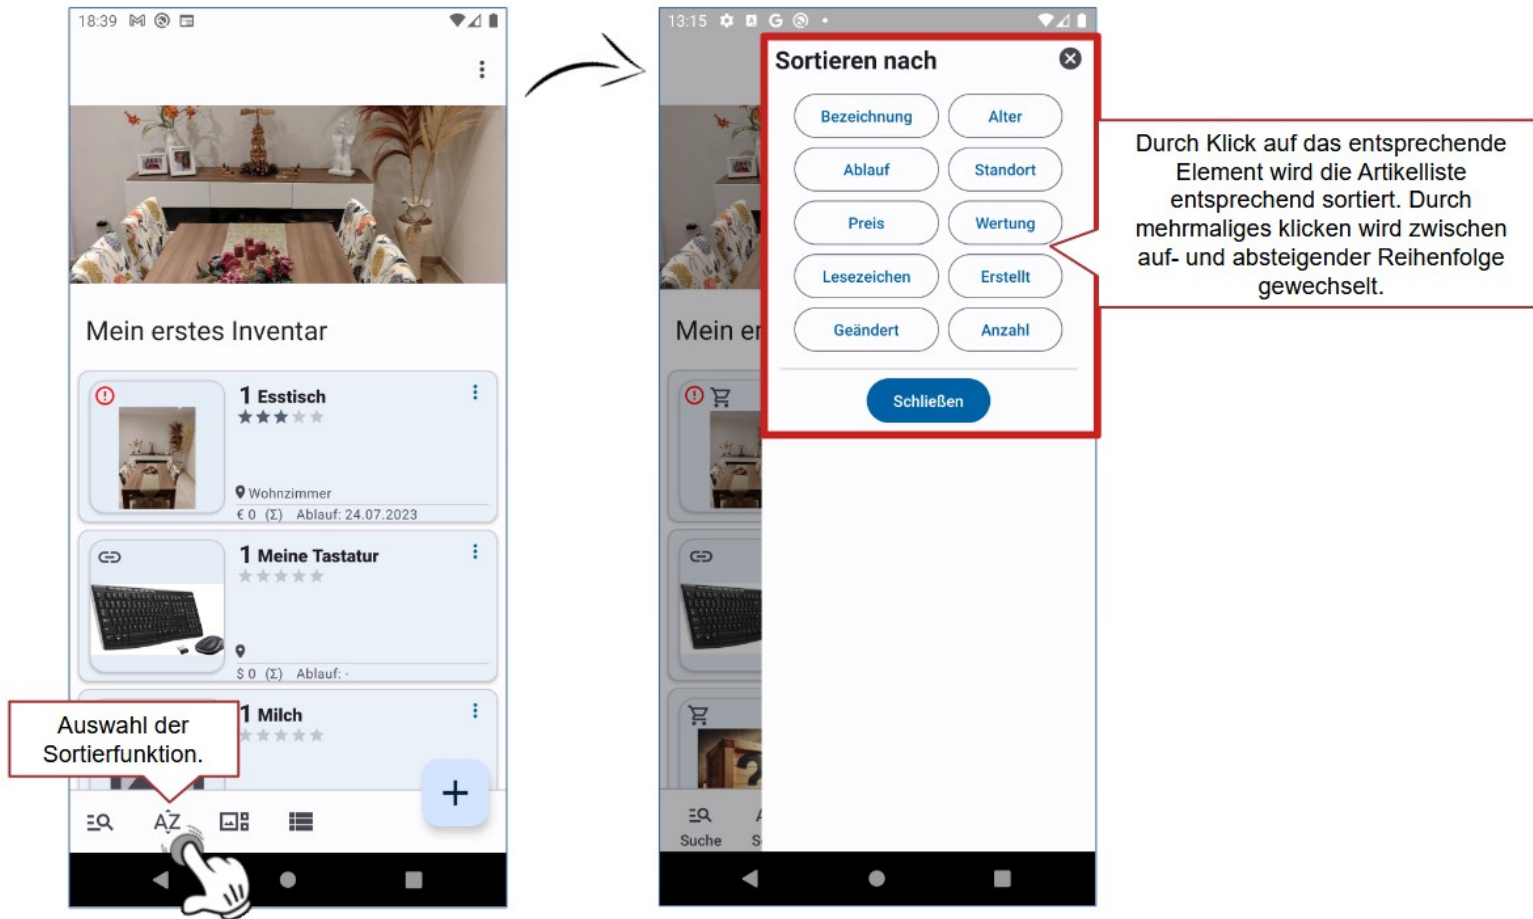 18:39
Mein erstes Inventar
1 Esstisch
Wohnzimmer
€ 0 (Σ) Ablauf: 24.07.2023
1 Meine Tastatur
$ 0 (Σ) Ablauf: -
1 Milch
Auswahl der
Sortierfunktion.
AZ
13:15
G
Sortieren nach
Bezeichnung Alter
Ablauf Standort
Preis Wertung
Lesezeichen Erstellt
Geändert Anzahl
Schließen
Mein er
Suche S
Durch Klick auf das entsprechende
Element wird die Artikelliste
entsprechend sortiert. Durch
mehrmaliges klicken wird zwischen
auf- und absteigender Reihenfolge
gewechselt.